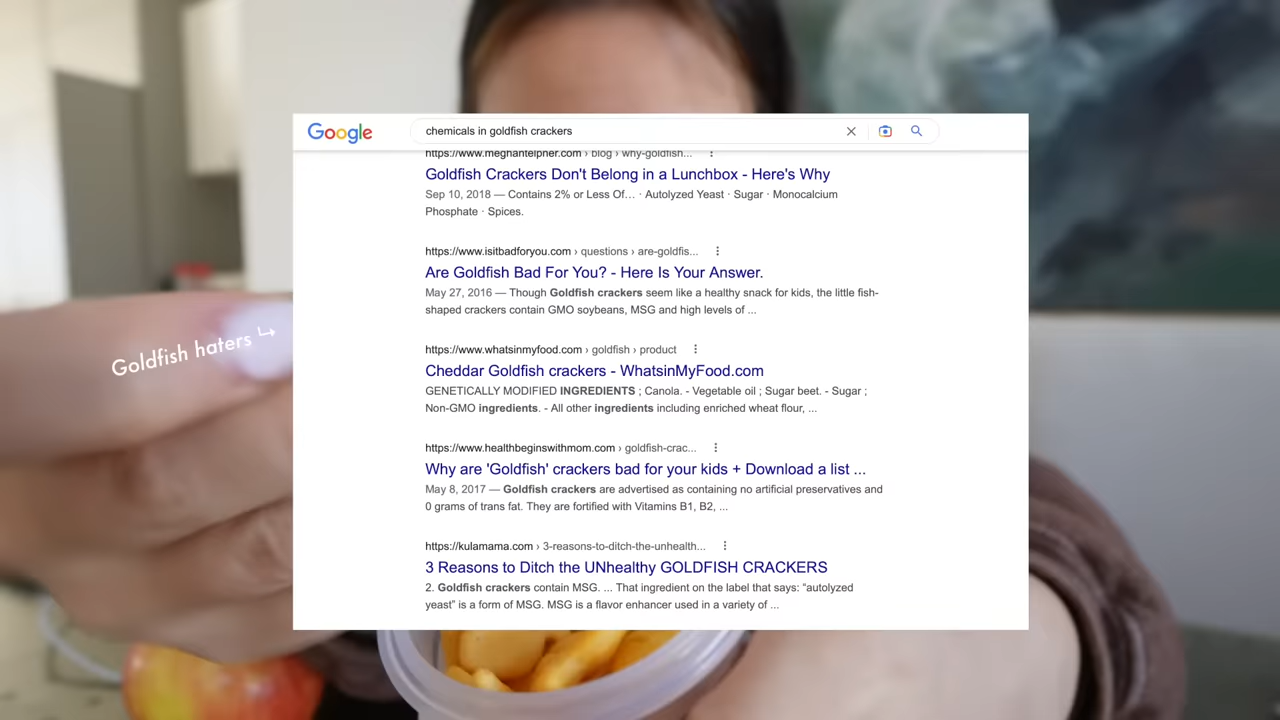 Google
chemicals in goldfish crackers
https://www.meghantelpner.com › blog › why-goldfish...
Goldfish Crackers Don't Belong in a Lunchbox - Here's Why
Sep 10, 2018 — Contains 2% or Less Of… · Autolyzed Yeast · Sugar · Monocalcium
Phosphate · Spices.
https://www.isitbadforyou.com › questions › are-goldfis...
Are Goldfish Bad For You? - Here Is Your Answer.
May 27, 2016 — Though Goldfish crackers seem like a healthy snack for kids, the little fish-
shaped crackers contain GMO soybeans, MSG and high levels of ...
Goldfish haters ↪
https://www.whatsinmyfood.com › goldfish › product
Cheddar Goldfish crackers - WhatsinMyFood.com
GENETICALLY MODIFIED INGREDIENTS ; Canola. - Vegetable oil ; Sugar beet. - Sugar ;
Non-GMO ingredients. - All other ingredients including enriched wheat flour, ...
https://www.healthbeginswithmom.com › goldfish-crac...
Why are 'Goldfish' crackers bad for your kids + Download a list ...
May 8, 2017 — Goldfish crackers are advertised as containing no artificial preservatives and
0 grams of trans fat. They are fortified with Vitamins B1, B2, ...
https://kulamama.com › 3-reasons-to-ditch-the-unhealth...
3 Reasons to Ditch the UNhealthy GOLDFISH CRACKERS
2. Goldfish crackers contain MSG. ... That ingredient on the label that says: “autolyzed
yeast” is a form of MSG. MSG is a flavor enhancer used in a variety of ...